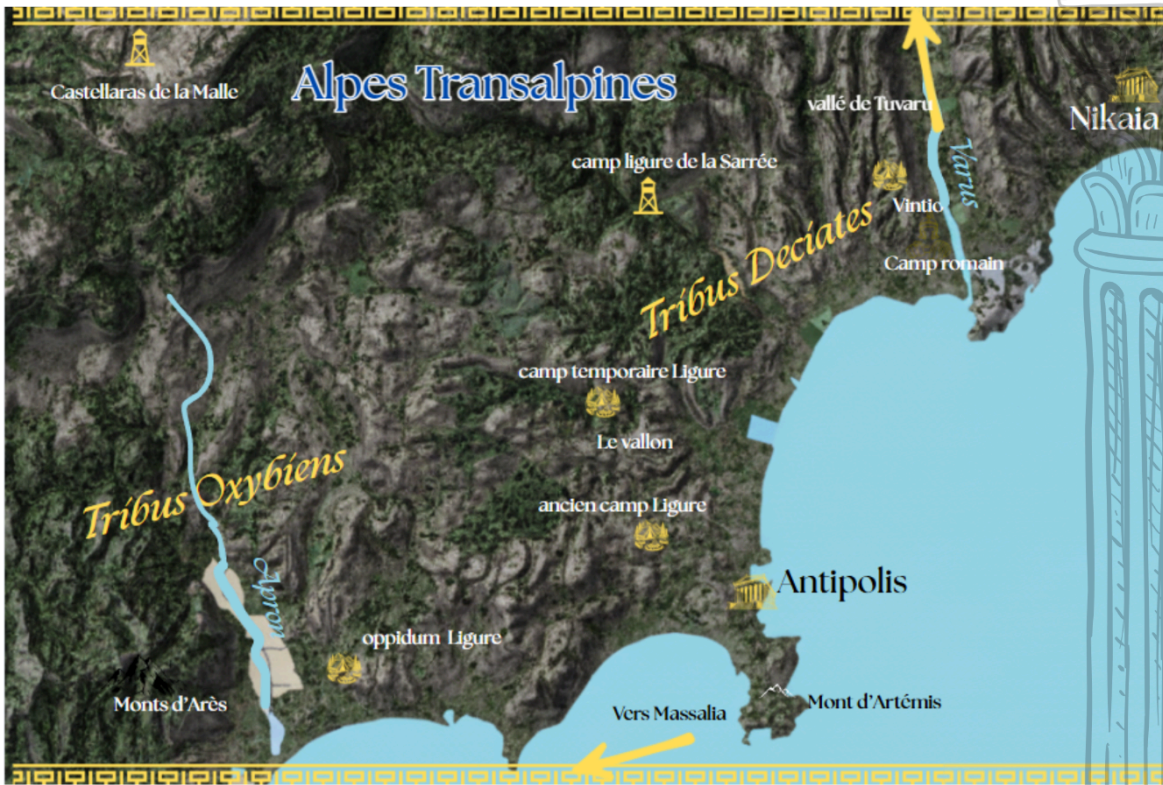 Castellaras de la Malle
Alpes Transalpines
vallé de Tuvaru
Nikaia
camp ligure de la Sarrée
Varus
Vintio
Tribus Deciates
Camp romain
camp temporaire Ligure
Le vallon
Tribus Oxybiens
ancien camp Ligure
Apron
Antipolis
oppidum Ligure
Monts d'Arès
Mont d'Artémis
Vers Massalia